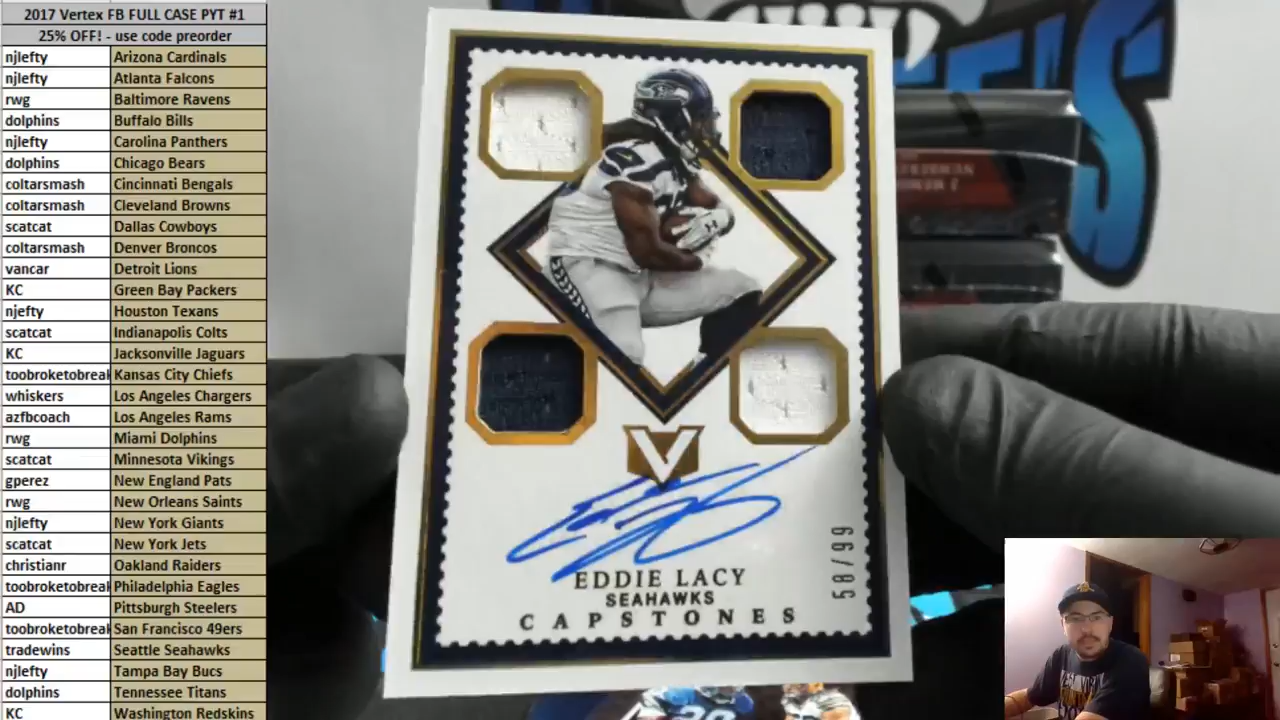 2017 Vertex FB FULL CASE PYT #1
25% OFF! - use code preorder
njlefty Arizona Cardinals
njlefty Atlanta Falcons
rwg Baltimore Ravens
dolphins Buffalo Bills
njlefty Carolina Panthers
dolphins Chicago Bears
coltarsmash Cincinnati Bengals
coltarsmash Cleveland Browns
scatcat Dallas Cowboys
coltarsmash Denver Broncos
vancar Detroit Lions
KC Green Bay Packers
njefty Houston Texans
scatcat Indianapolis Colts
KC Jacksonville Jaguars
toobroketobreak Kansas City Chiefs
whiskers Los Angeles Chargers
azfbcoach Los Angeles Rams
rwg Miami Dolphins
scatcat Minnesota Vikings
gperez New England Pats
rwg New Orleans Saints
njlefty New York Giants
scatcat New York Jets
christianr Oakland Raiders
toobroketobreak Philadelphia Eagles
AD Pittsburgh Steelers
toobroketobreak San Francisco 49ers
tradewins Seattle Seahawks
njlefty Tampa Bay Bucs
dolphins Tennessee Titans
KC Washington Redskins
V
EDDIE LACY
SEAHAWKS
CAPSTONES
58/99